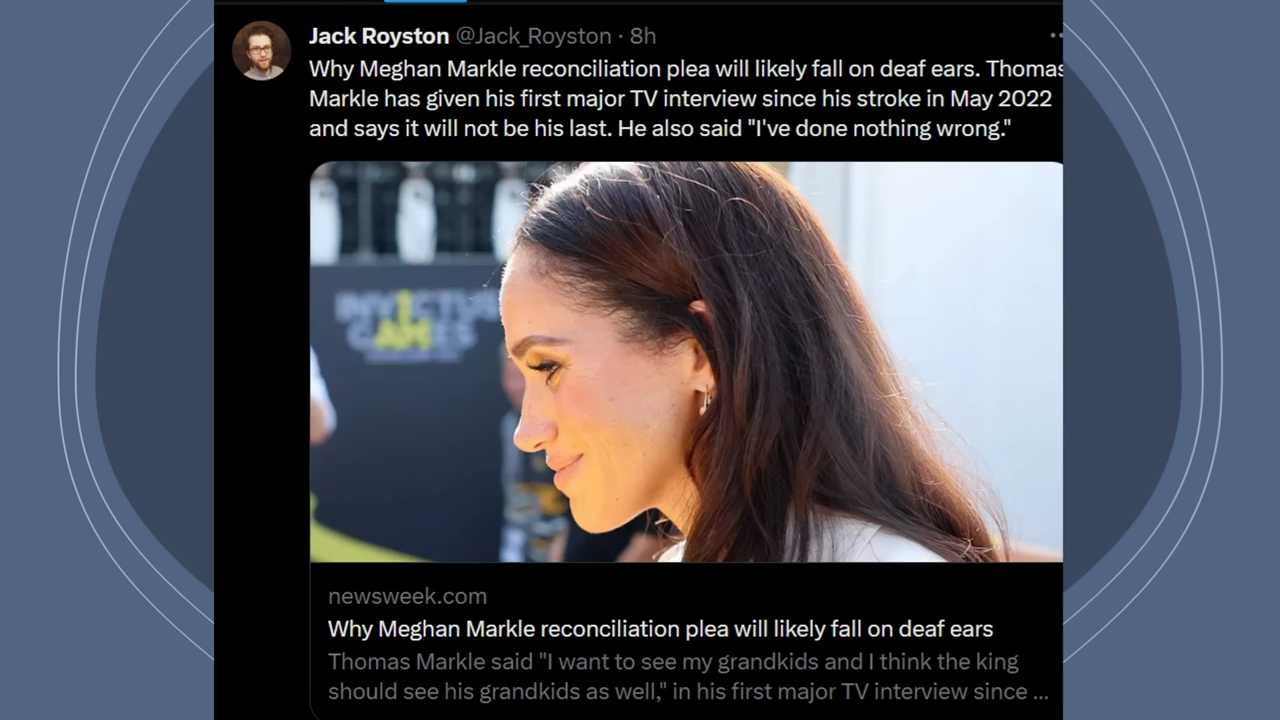 Jack Royston @Jack_Royston · 8h
Why Meghan Markle reconciliation plea will likely fall on deaf ears. Thomas
Markle has given his first major TV interview since his stroke in May 2022
and says it will not be his last. He also said "I've done nothing wrong."
INVICTUS
GAMES
newsweek.com
Why Meghan Markle reconciliation plea will likely fall on deaf ears
Thomas Markle said "I want to see my grandkids and I think the king
should see his grandkids as well," in his first major TV interview since ...